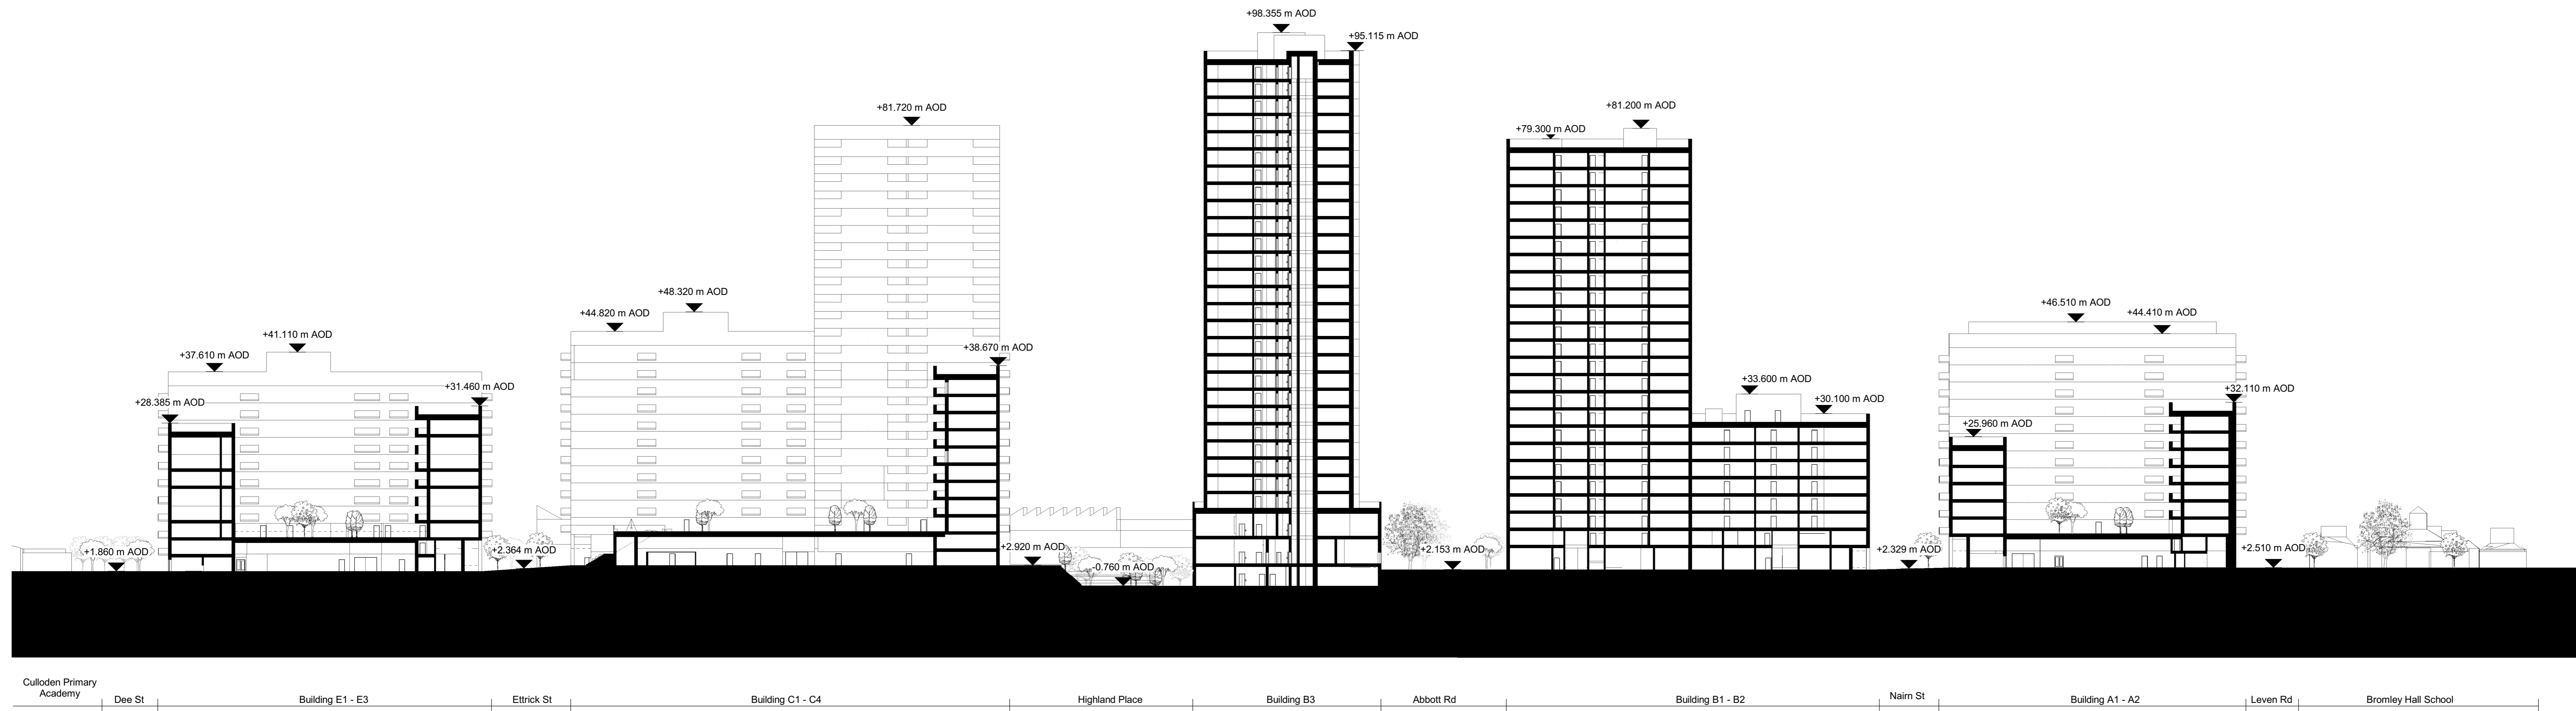 +98.355 m AOD
+95.115 m AOD
+81.720 m AOD
+81.200 m AOD
+79.300 m AOD
+48.320 m AOD
+44.820 m AOD
+46.510 m AOD
+44.410 m AOD
+41.110 m AOD
+37.610 m AOD
+38.670 m AOD
+31.460 m AOD
+28.385 m AOD
+33.600 m AOD
+30.100 m AOD
+32.110 m AOD
+25.960 m AOD
+1.860 m AOD
+2.364 m AOD
+2.920 m AOD
-0.760 m AOD
+2.153 m AOD
+2.329 m AOD
+2.510 m AOD
Culloden Primary
Academy
Dee St
Building E1 - E3
Ettrick St
Building C1 - C4
Highland Place
Building B3
Abbott Rd
Building B1 - B2
Nairn St
Building A1 - A2
Leven Rd
Bromley Hall School